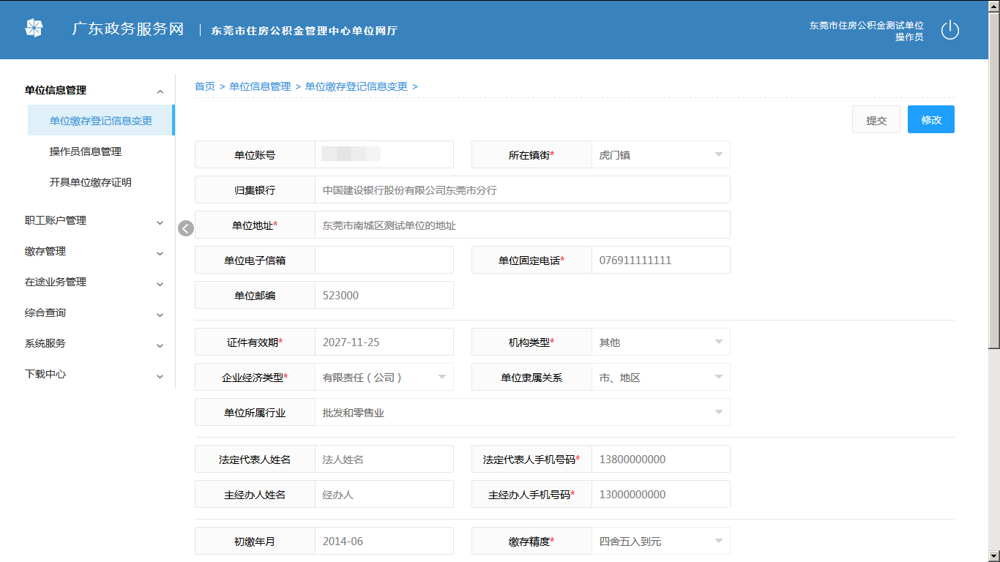 广东政务服务网 | 东莞市住房公积金管理中心单位网厅
东莞市住房公积金测试单位
操作员
单位信息管理
单位缴存登记信息变更
操作员信息管理
开具单位缴存证明
职工账户管理
缴存管理
在途业务管理
综合查询
系统服务
下载中心
首页 > 单位信息管理 > 单位缴存登记信息变更 >
提交 修改
单位账号 所在镇街* 虎门镇
归集银行 中国建设银行股份有限公司东莞市分行
单位地址* 东莞市南城区测试单位的地址
单位电子信箱 单位固定电话* 076911111111
单位邮编 523000
证件有效期* 2027-11-25 机构类型* 其他
企业经济类型* 有限责任（公司） 单位隶属关系 市、地区
单位所属行业 批发和零售业
法定代表人姓名 法人姓名 法定代表人手机号码* 13800000000
主经办人姓名 经办人 主经办人手机号码* 13000000000
初缴年月 2014-06 缴存精度* 四舍五入到元